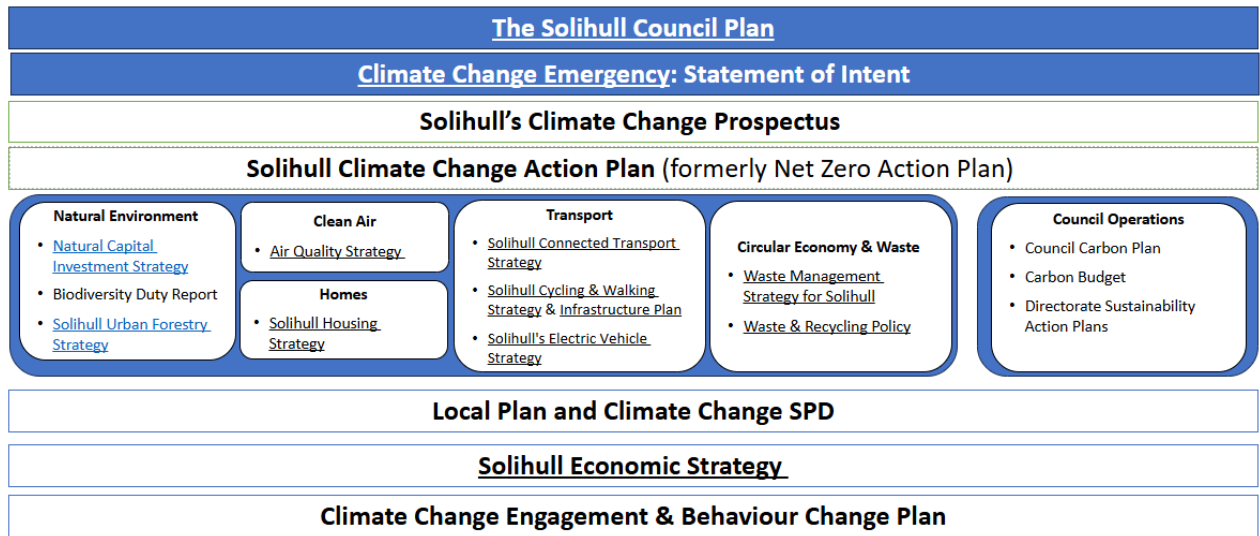 The Solihull Council Plan
Climate Change Emergency: Statement of Intent
Solihull's Climate Change Prospectus
Solihull Climate Change Action Plan (formerly Net Zero Action Plan)
Natural Environment
• Natural Capital
Investment Strategy
• Biodiversity Duty Report
• Solihull Urban Forestry
Strategy
Clean Air
• Air Quality Strategy
Homes
• Solihull Housing
Strategy
Transport
• Solihull Connected Transport
Strategy
• Solihull Cycling & Walking
Strategy & Infrastructure Plan
• Solihull's Electric Vehicle
Strategy
Circular Economy & Waste
• Waste Management
Strategy for Solihull
• Waste & Recycling Policy
Council Operations
• Council Carbon Plan
• Carbon Budget
• Directorate Sustainability
Action Plans
Local Plan and Climate Change SPD
Solihull Economic Strategy
Climate Change Engagement & Behaviour Change Plan